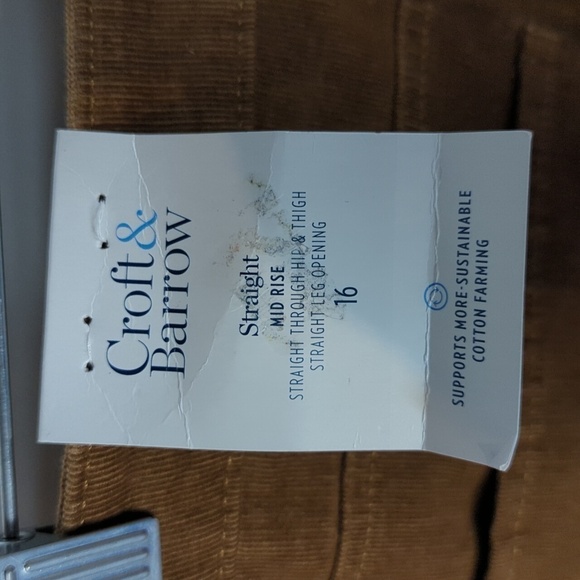 Croft&
Barrow
Straight
MID RISE
STRAIGHT THROUGH HIP & THIGH
STRAIGHT LEG OPENING
16
SUPPORTS MORE-SUSTAINABLE
COTTON FARMING